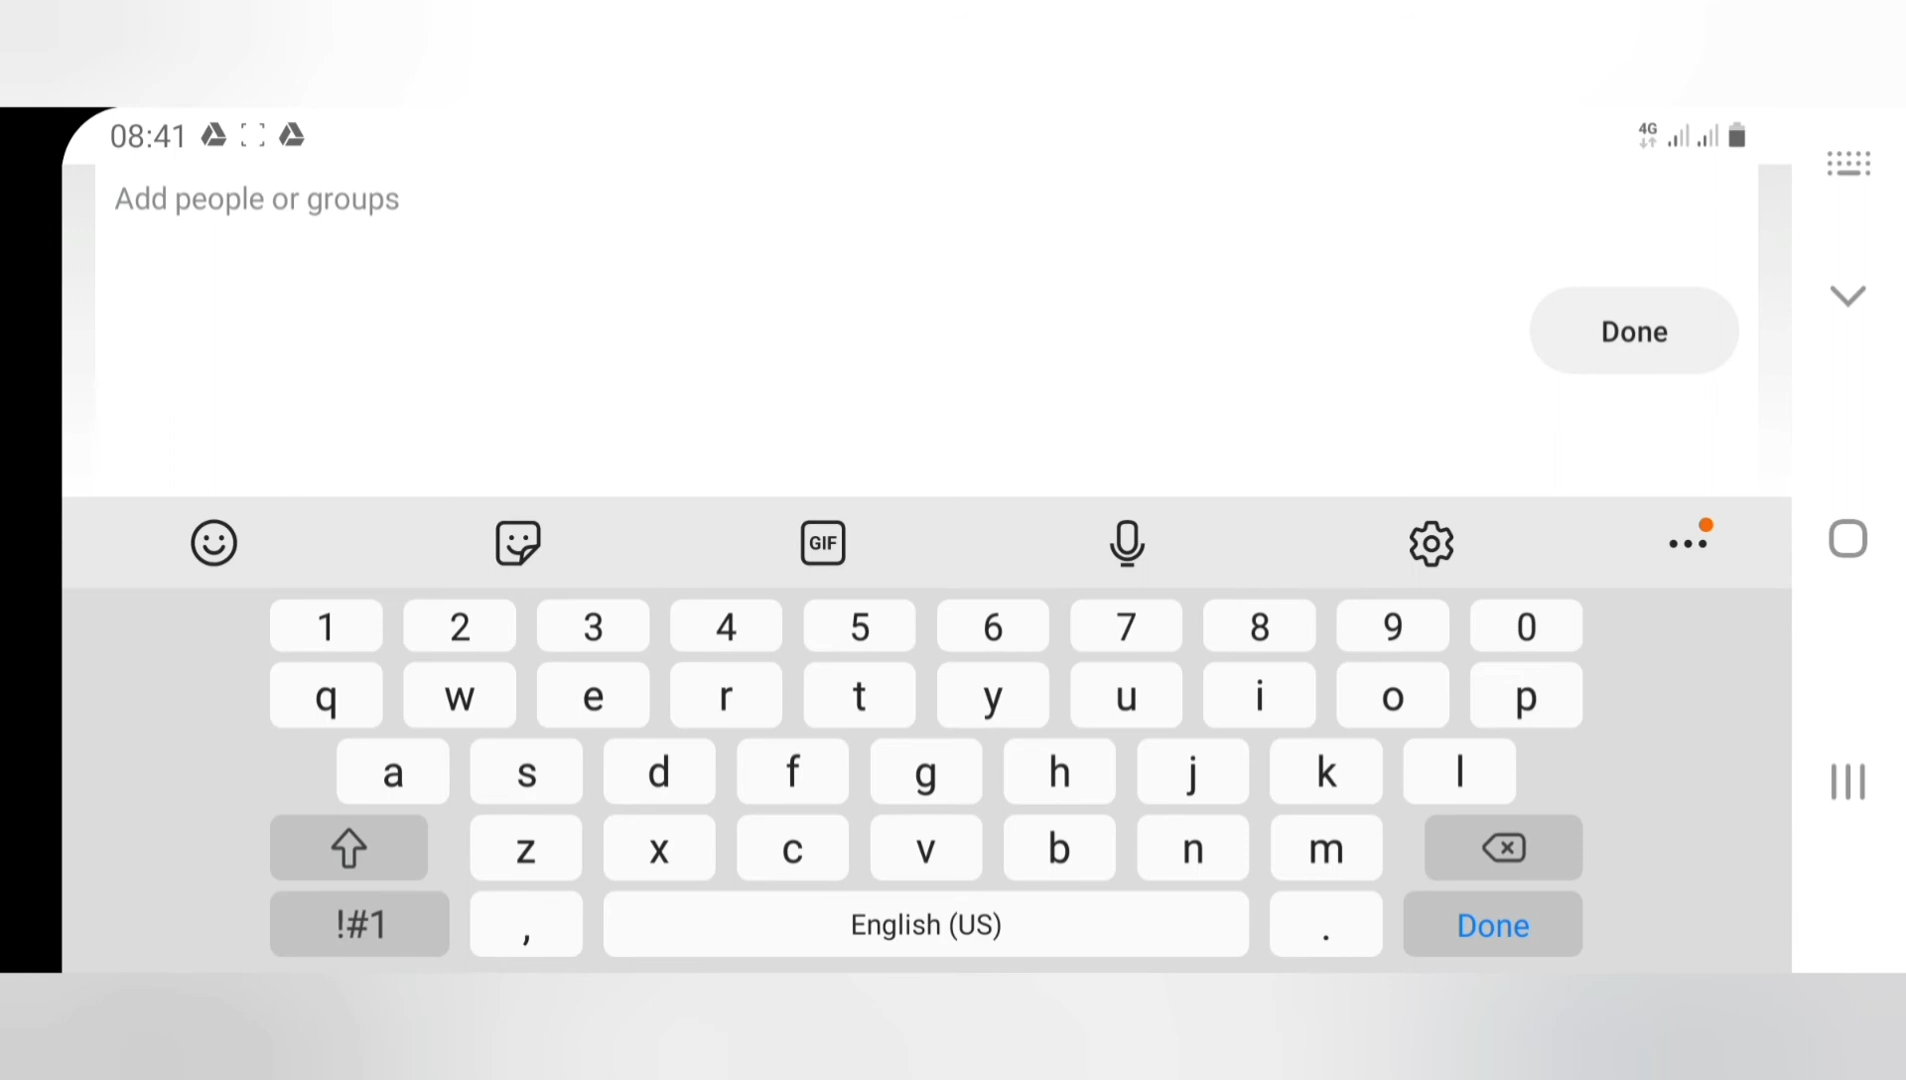 08:41 4G
Add people or groups
Done
GIF
1 2 3 4 5 6 7 8 9 0
q w e r t y u i o p
a s d f g h j k l
z x c v b n m
!#1 , English (US) . Done